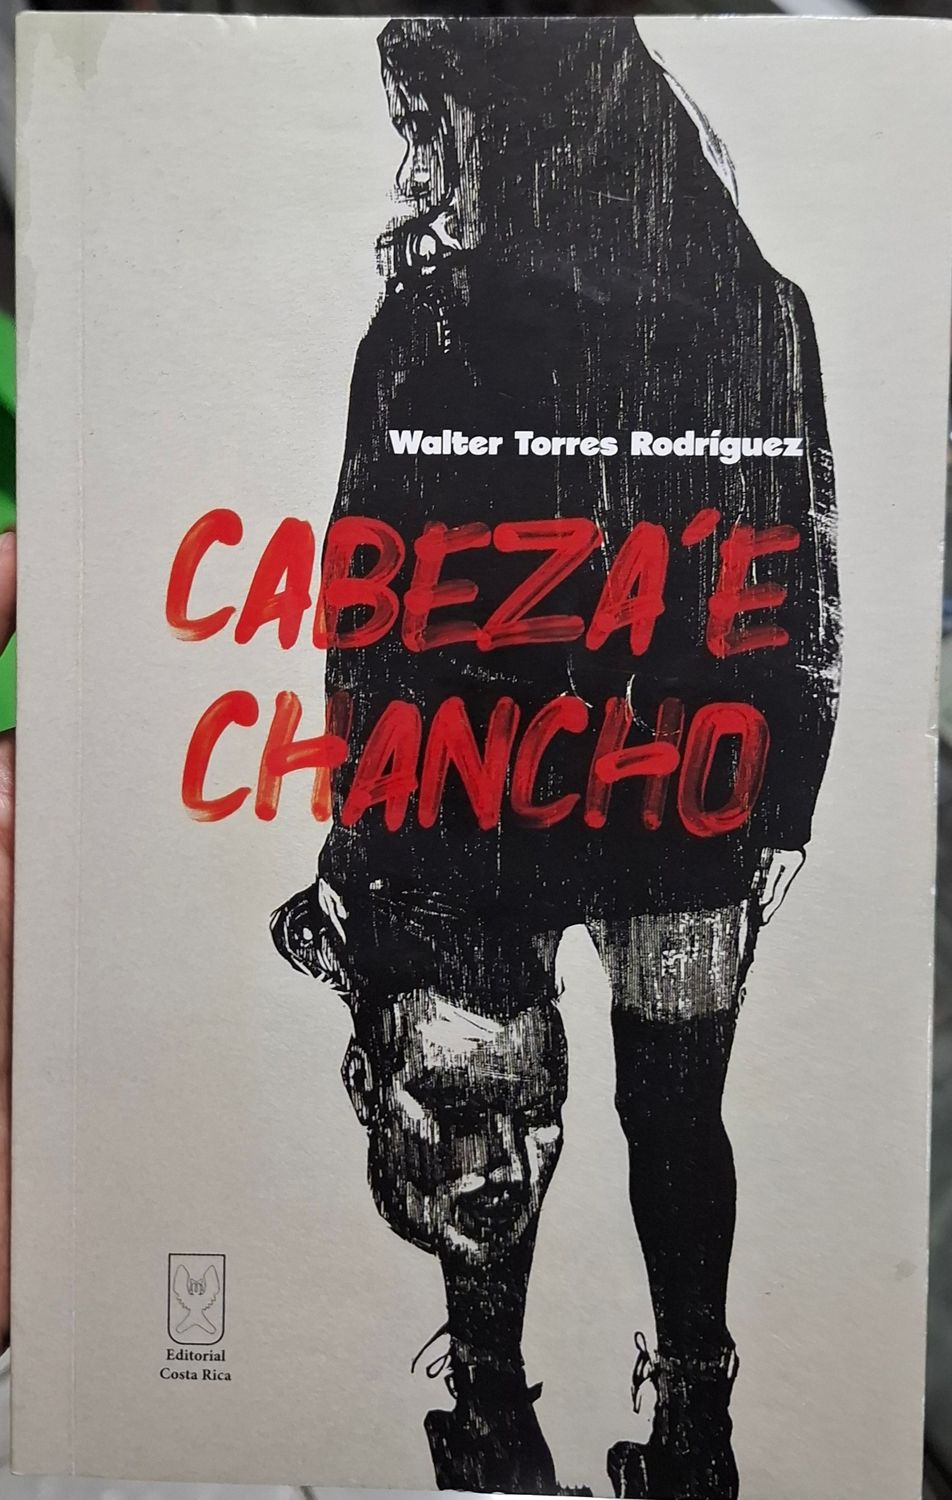 Walter Torres Rodríguez
CABEZA´E
CHANCHO
Editorial
Costa Rica